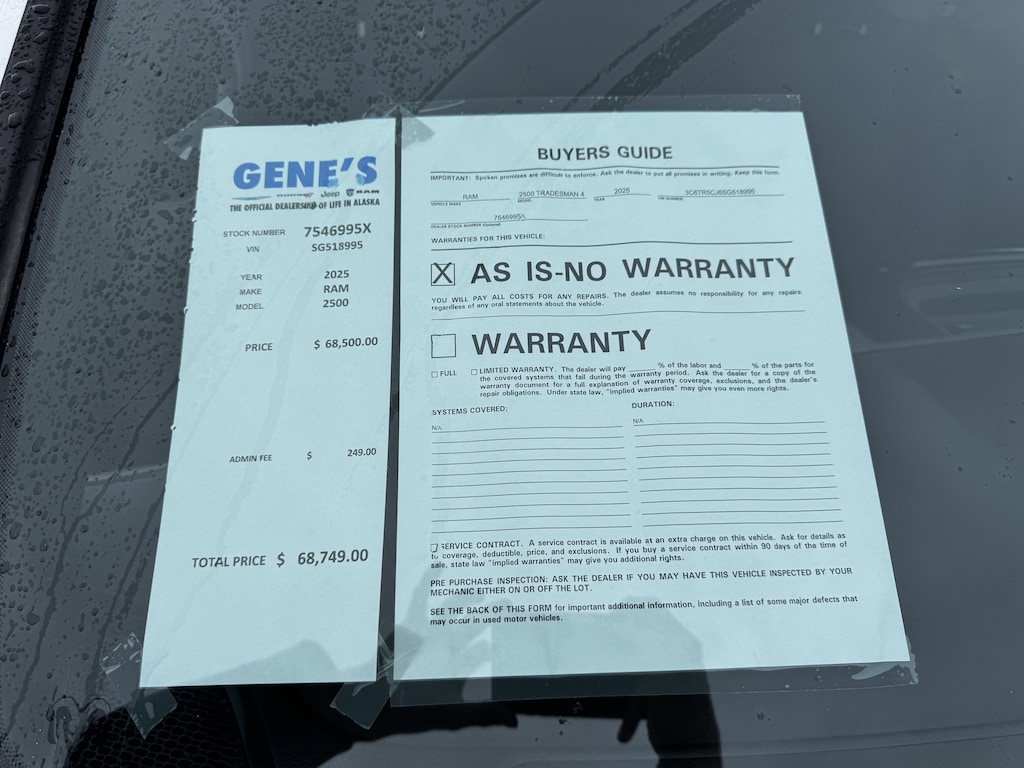 GENE'S
Jeep RAM
THE OFFICIAL DEALERSHIP OF LIFE IN ALASKA
STOCK NUMBER 7546995X
VIN SG518995
YEAR 2025
MAKE RAM
MODEL 2500
PRICE $ 68,500.00
ADMIN FEE $ 249.00
TOTAL PRICE $ 68,749.00
BUYERS GUIDE
IMPORTANT: Spoken promises are difficult to enforce. Ask the dealer to put all promises in writing. Keep this form.
RAM 2500 TRADESMAN 4 2025 3C6TR5CJ6SG518995
VEHICLE MAKE MODEL YEAR VIN NUMBER
7546995X
DEALER STOCK NUMBER (Optional)
WARRANTIES FOR THIS VEHICLE:
X AS IS-NO WARRANTY
YOU WILL PAY ALL COSTS FOR ANY REPAIRS. The dealer assumes no responsibility for any repairs
regardless of any oral statements about the vehicle.
WARRANTY
FULL LIMITED WARRANTY. The dealer will pay ______ % of the labor and ______ % of the parts for
the covered systems that fail during the warranty period. Ask the dealer for a copy of the
warranty document for a full explanation of warranty coverage, exclusions, and the dealer's
repair obligations. Under state law, "implied warranties" may give you even more rights.
SYSTEMS COVERED: DURATION:
N/A N/A
SERVICE CONTRACT. A service contract is available at an extra charge on this vehicle. Ask for details as
to coverage, deductible, price, and exclusions. If you buy a service contract within 90 days of the time of
sale, state law "implied warranties" may give you additional rights.
PRE PURCHASE INSPECTION: ASK THE DEALER IF YOU MAY HAVE THIS VEHICLE INSPECTED BY YOUR
MECHANIC EITHER ON OR OFF THE LOT.
SEE THE BACK OF THIS FORM for important additional information, including a list of some major defects that
may occur in used motor vehicles.